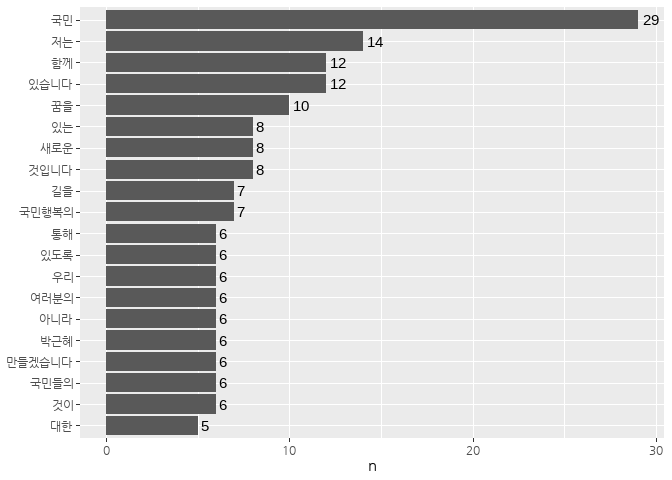 국민 29
저는 14
함께 12
있습니다 12
꿈을 10
있는 8
새로운 8
것입니다 8
길을 7
국민행복의 7
통해 6
있도록 6
우리 6
여러분의 6
아니라 6
박근혜 6
만들겠습니다 6
국민들의 6
것이 6
대한 5
0 10 20 30
n